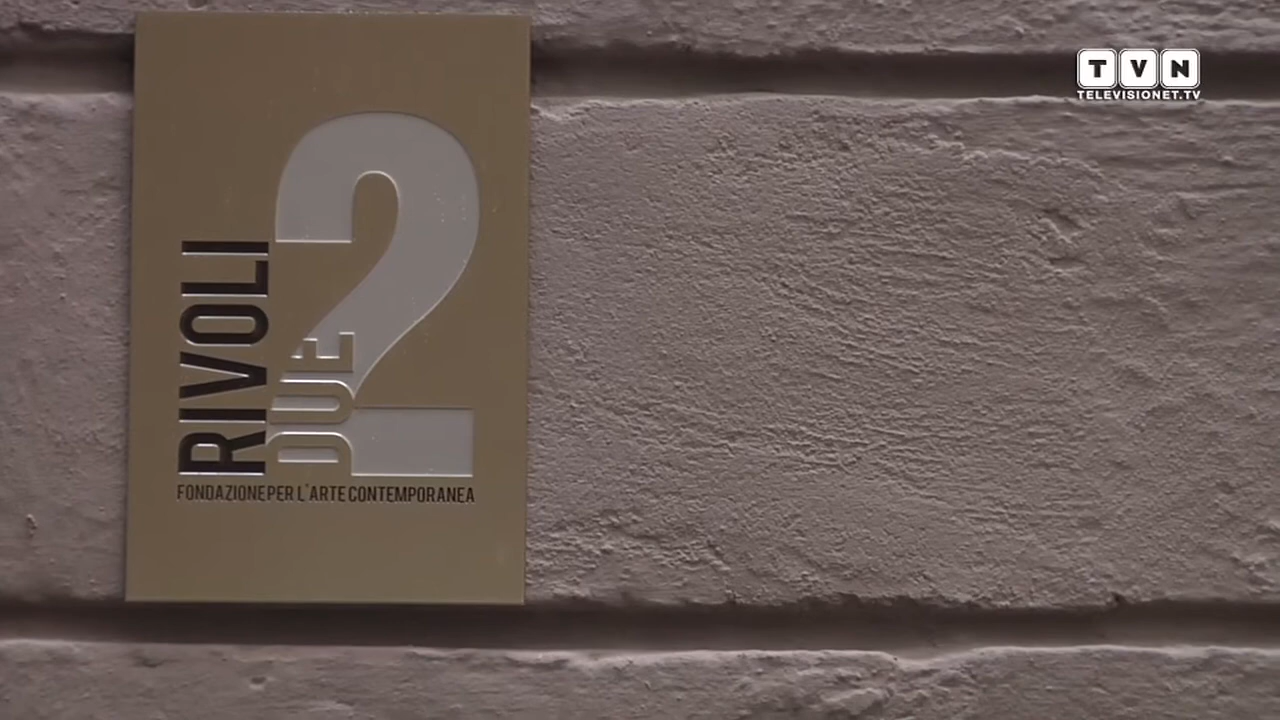 RIVOLI
DUE
2
FONDAZIONE PER L'ARTE CONTEMPORANEA
TVN
TELEVISIONET.TV